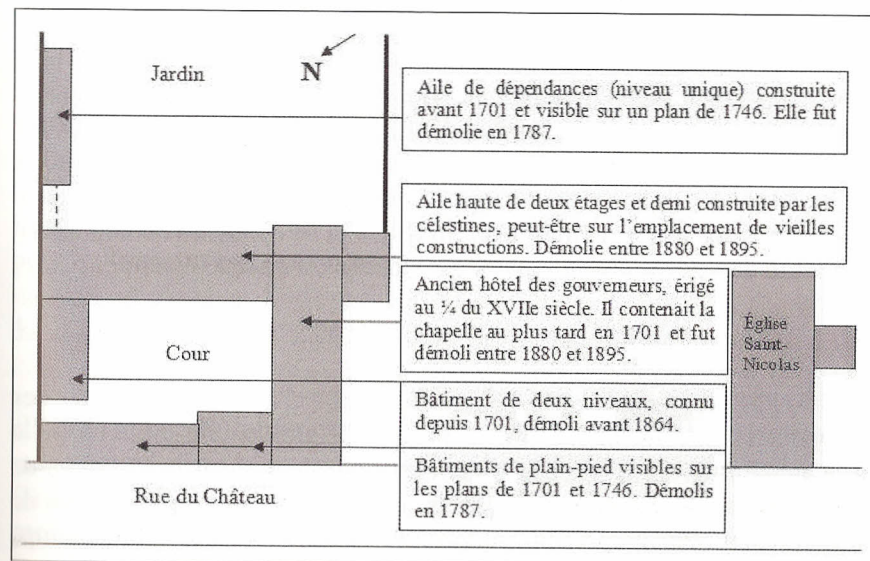 Jardin
N
Aile de dépendances (niveau unique) construite
avant 1701 et visible sur un plan de 1746. Elle fut
démolie en 1787.
Aile haute de deux étages et demi construite par les
célestines, peut-être sur l'emplacement de vieilles
constructions. Démolie entre 1880 et 1895.
Ancien hôtel des gouverneurs, érigé
au ¼ du XVIIe siècle. Il contenait la
chapelle au plus tard en 1701 et fut
démoli entre 1880 et 1895.
Église
Saint-
Nicolas
Cour
Bâtiment de deux niveaux, connu
depuis 1701, démoli avant 1864.
Bâtiments de plain-pied visibles sur
les plans de 1701 et 1746. Démolis
en 1787.
Rue du Château